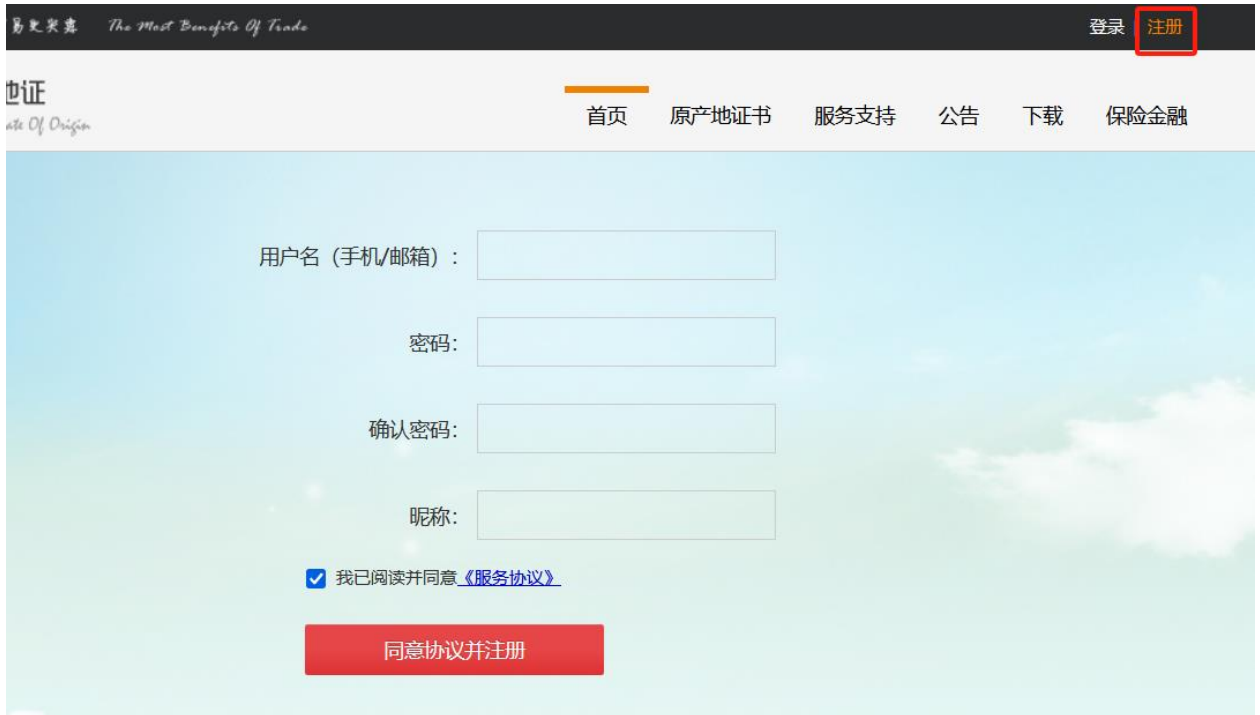 The Most Benefits Of Trade
登录 注册
地证
ate Of Origin
首页 原产地证书 服务支持 公告 下载 保险金融
用户名（手机/邮箱）：
密码：
确认密码：
昵称：
我已阅读并同意《服务协议》
同意协议并注册